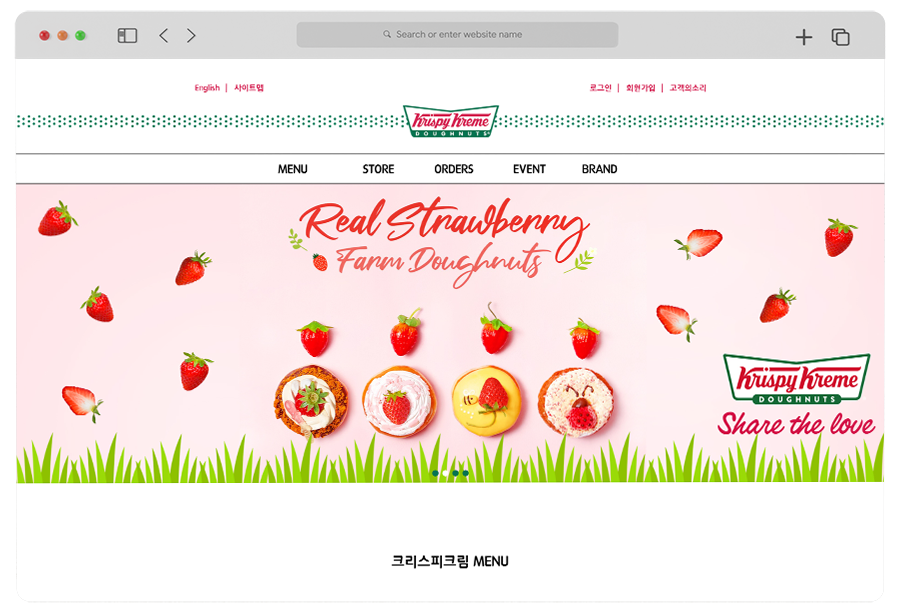 Search or enter website name
English | 사이트맵
로그인 | 회원가입 | 고객의소리
Krispy Kreme
DOUGHNUTS
MENU STORE ORDERS EVENT BRAND
Real Strawberry
Farm Doughnuts
Krispy Kreme
DOUGHNUTS
Share the love
크리스피크림 MENU